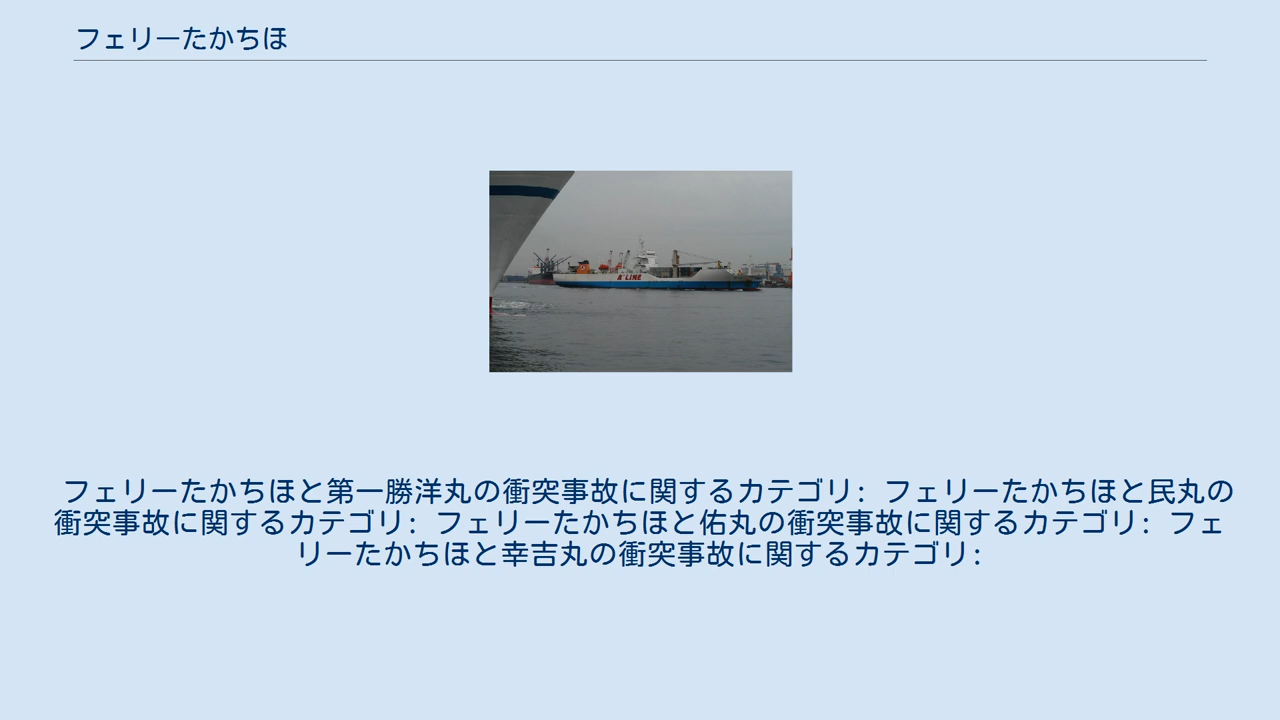 フェリーたかちほ
A"LINE
フェリーたかちほと第一勝洋丸の衝突事故に関するカテゴリ: フェリーたかちほと民丸の
衝突事故に関するカテゴリ: フェリーたかちほと佑丸の衝突事故に関するカテゴリ: フェ
リーたかちほと幸吉丸の衝突事故に関するカテゴリ: